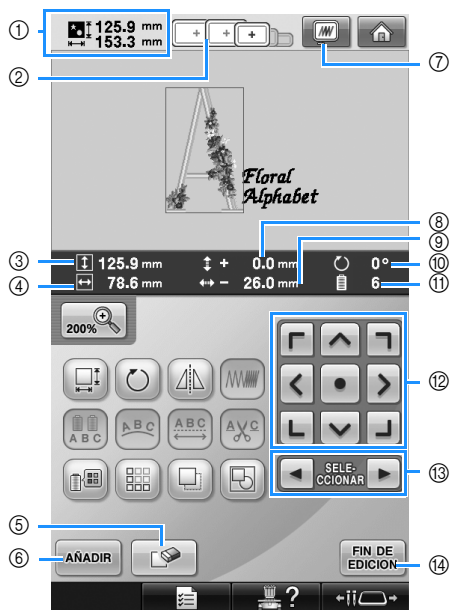 ① 125.9 mm
153.3 mm
②
⑦
Floral
Alphabet
③ 125.9 mm + 0.0 mm 0° ⑧ ⑨ ⑩
④ 78.6 mm − 26.0 mm 6 ⑪
200%
⑫
A B C A B C A B C A C
SELE-
CCIONAR ⑬
⑤
⑥ AÑADIR
FIN DE
EDICION ⑭
?